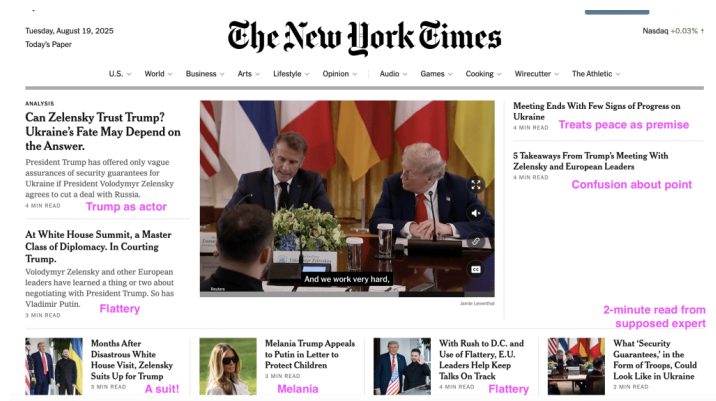 Tuesday, August 19, 2025
Today's Paper
The New York Times
Nasdaq +0.03% ↑
U.S.
World
Business
Arts
Lifestyle
Opinion
Audio
Games
Cooking
Wirecutter
The Athletic
ANALYSIS
Can Zelensky Trust Trump?
Ukraine's Fate May Depend on
the Answer.
President Trump has offered only vague
assurances of security guarantees for
Ukraine if President Volodymyr Zelensky
agrees to cut a deal with Russia.
4 MIN READ
Trump as actor
At White House Summit, a Master
Class of Diplomacy. In Courting
Trump.
Volodymyr Zelensky and other European
leaders have learned a thing or two about
negotiating with President Trump. So has
Vladimir Putin.
3 MIN READ
Flattery
And we work very hard,
CC
Reuters
Jamie Leventhal
Meeting Ends With Few Signs of Progress on
Ukraine
4 MIN READ
Treats peace as premise
5 Takeaways From Trump's Meeting With
Zelensky and European Leaders
4 MIN READ
Confusion about point
2-minute read from
supposed expert
Months After
Disastrous White
House Visit, Zelensky
Suits Up for Trump
3 MIN READ
A suit!
Melania Trump Appeals
to Putin in Letter to
Protect Children
3 MIN READ
Melania
With Rush to D.C. and
Use of Flattery, E.U.
Leaders Help Keep
Talks On Track
4 MIN READ
Flattery
What 'Security
Guarantees,' in the
Form of Troops, Could
Look Like in Ukraine
2 MIN READ